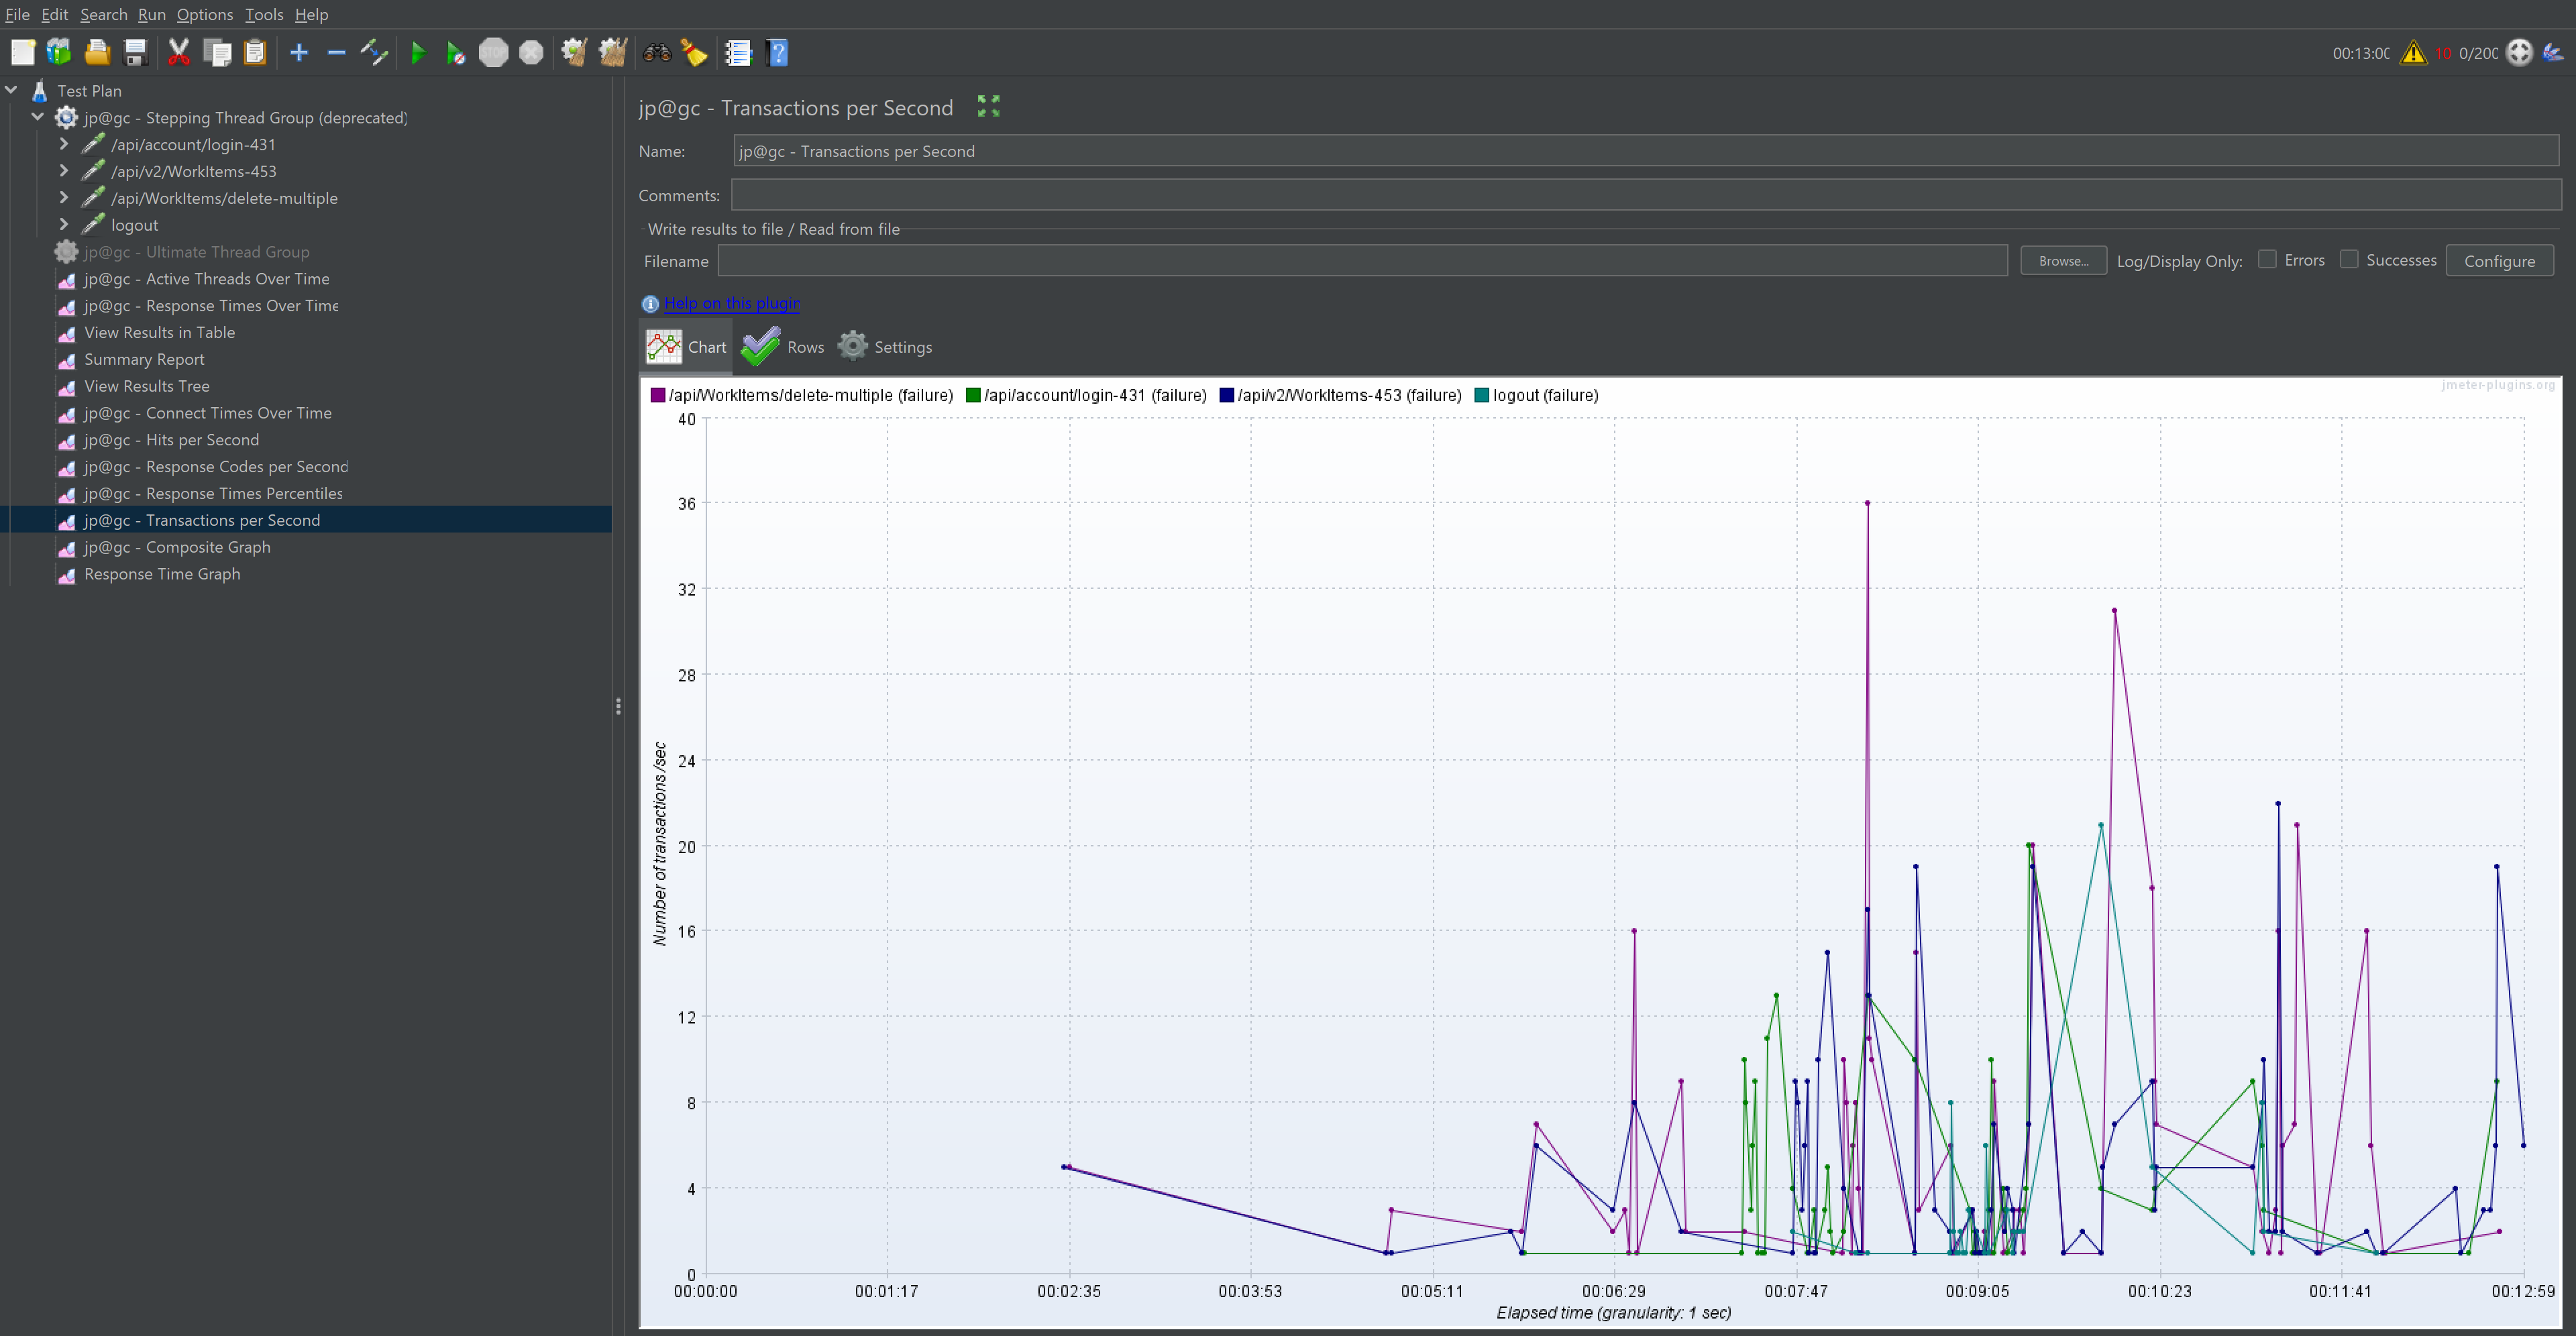 File Edit Search Run Options Tools Help
STOP
00:13:00 10 0/200
Test Plan
jp@gc - Stepping Thread Group (deprecated)
/api/account/login-431
/api/v2/WorkItems-453
/api/WorkItems/delete-multiple
logout
jp@gc - Ultimate Thread Group
jp@gc - Active Threads Over Time
jp@gc - Response Times Over Time
View Results in Table
Summary Report
View Results Tree
jp@gc - Connect Times Over Time
jp@gc - Hits per Second
jp@gc - Response Codes per Second
jp@gc - Response Times Percentiles
jp@gc - Transactions per Second
jp@gc - Composite Graph
Response Time Graph
jp@gc - Transactions per Second
Name: jp@gc - Transactions per Second
Comments:
Write results to file / Read from file
Filename Browse... Log/Display Only: Errors Successes Configure
Help on this plugin
Chart Rows Settings
jmeter-plugins.org
/api/WorkItems/delete-multiple (failure) /api/account/login-431 (failure) /api/v2/WorkItems-453 (failure) logout (failure)
40
36
32
28
24
20
16
12
8
4
0
Number of transactions /sec
00:00:00 00:01:17 00:02:35 00:03:53 00:05:11 00:06:29 00:07:47 00:09:05 00:10:23 00:11:41 00:12:59
Elapsed time (granularity: 1 sec)